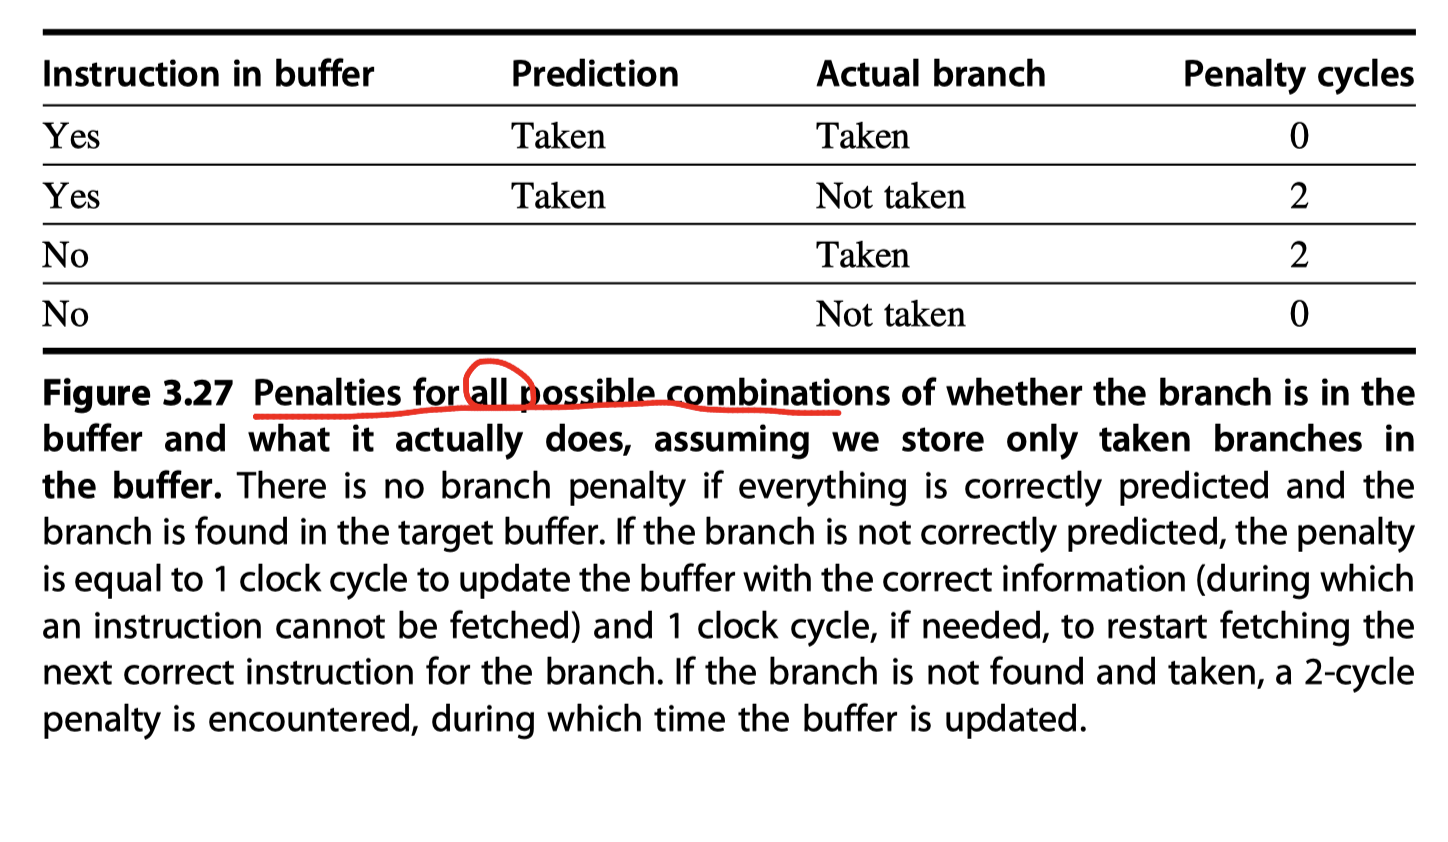 Instruction in buffer Prediction Actual branch Penalty cycles
Yes Taken Taken 0
Yes Taken Not taken 2
No Taken 2
No Not taken 0
Figure 3.27 Penalties for all possible combinations of whether the branch is in the
buffer and what it actually does, assuming we store only taken branches in
the buffer. There is no branch penalty if everything is correctly predicted and the
branch is found in the target buffer. If the branch is not correctly predicted, the penalty
is equal to 1 clock cycle to update the buffer with the correct information (during which
an instruction cannot be fetched) and 1 clock cycle, if needed, to restart fetching the
next correct instruction for the branch. If the branch is not found and taken, a 2-cycle
penalty is encountered, during which time the buffer is updated.